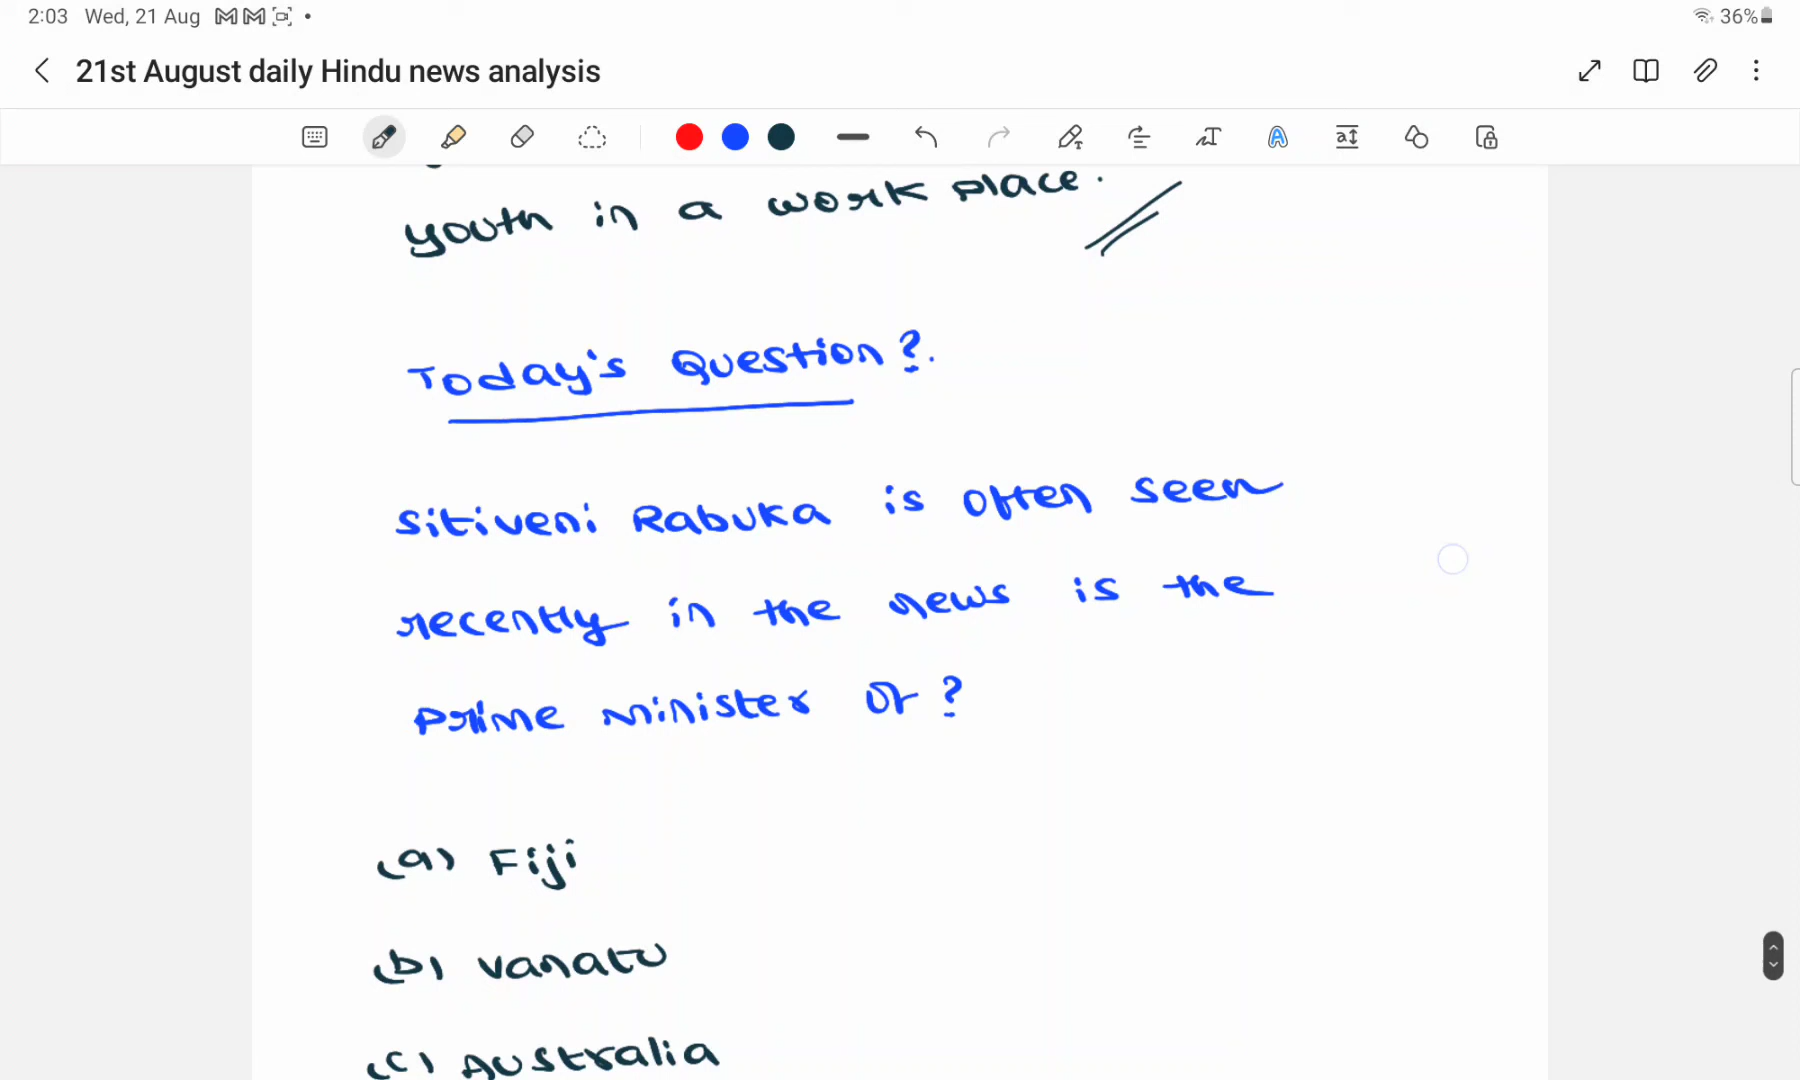 2:03 Wed, 21 Aug
36%
21st August daily Hindu news analysis
youth in a work place.
Today's Question?.
Sitiveni Rabuka is often seen
recently in the news is the
prime minister of?
(a) Fiji
(b) vanatu
(c) Australia